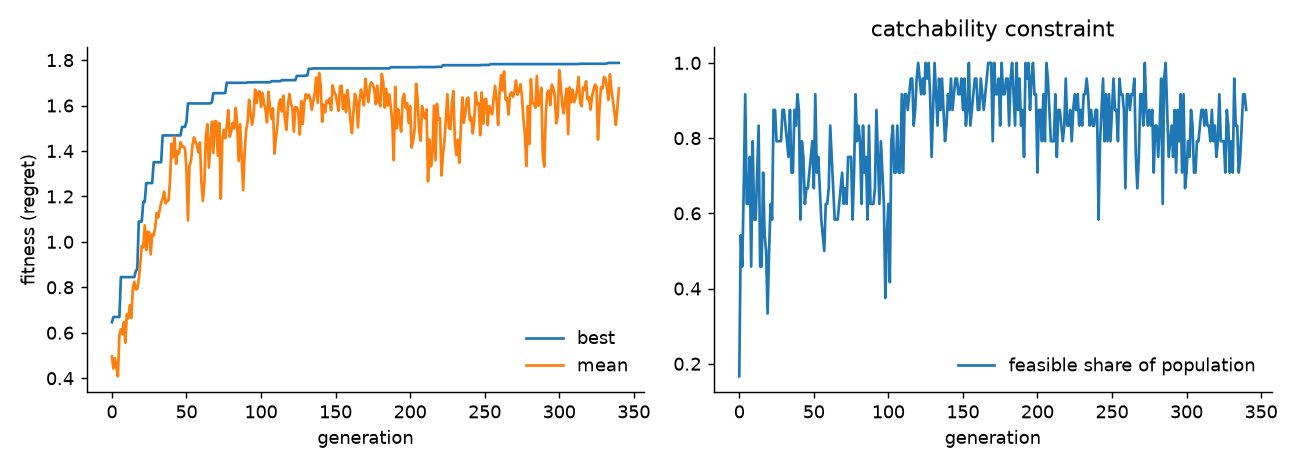 fitness (regret)
1.8
1.6
1.4
1.2
1.0
0.8
0.6
0.4
0 50 100 150 200 250 300 350
generation
best
mean
catchability constraint
1.0
0.8
0.6
0.4
0.2
0 50 100 150 200 250 300 350
generation
feasible share of population